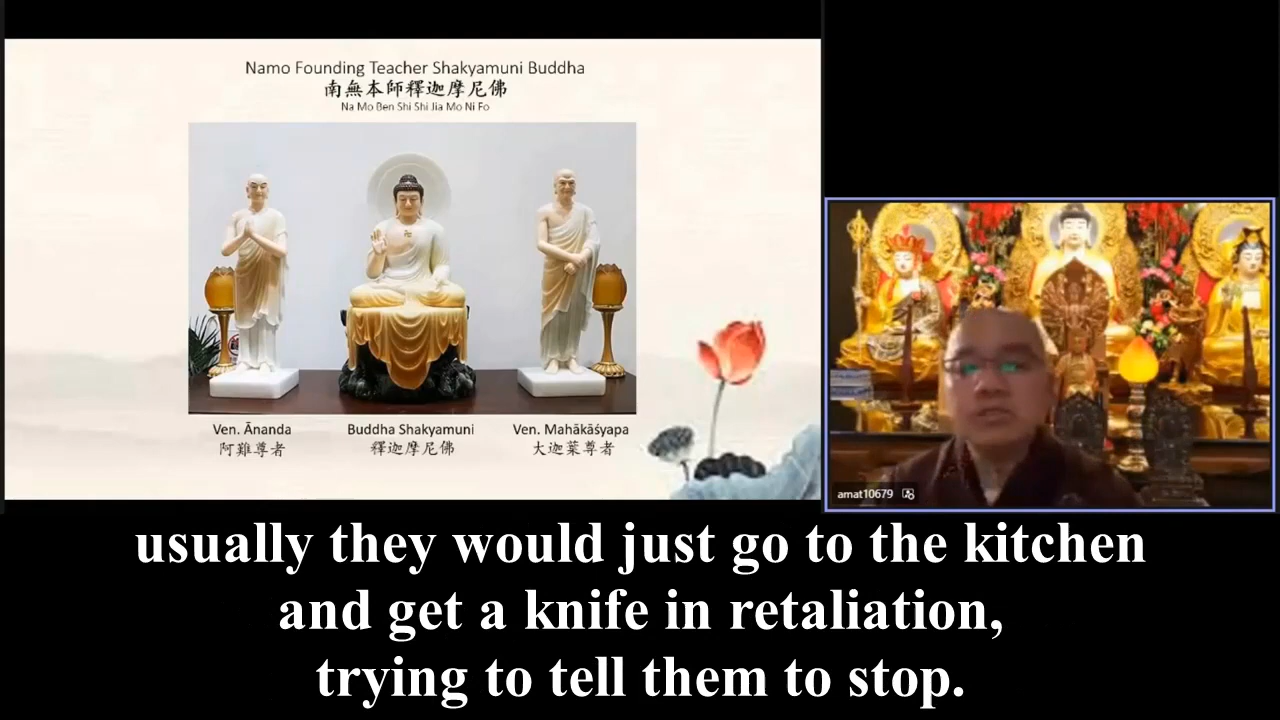 Namo Founding Teacher Shakyamuni Buddha
南無本師釋迦摩尼佛
Na Mo Ben Shi Shi Jia Mo Ni Fo
Ven. Ānanda
阿難尊者
Buddha Shakyamuni
釋迦摩尼佛
Ven. Mahākāśyapa
大迦葉尊者
amat10679
usually they would just go to the kitchen
and get a knife in retaliation,
trying to tell them to stop.